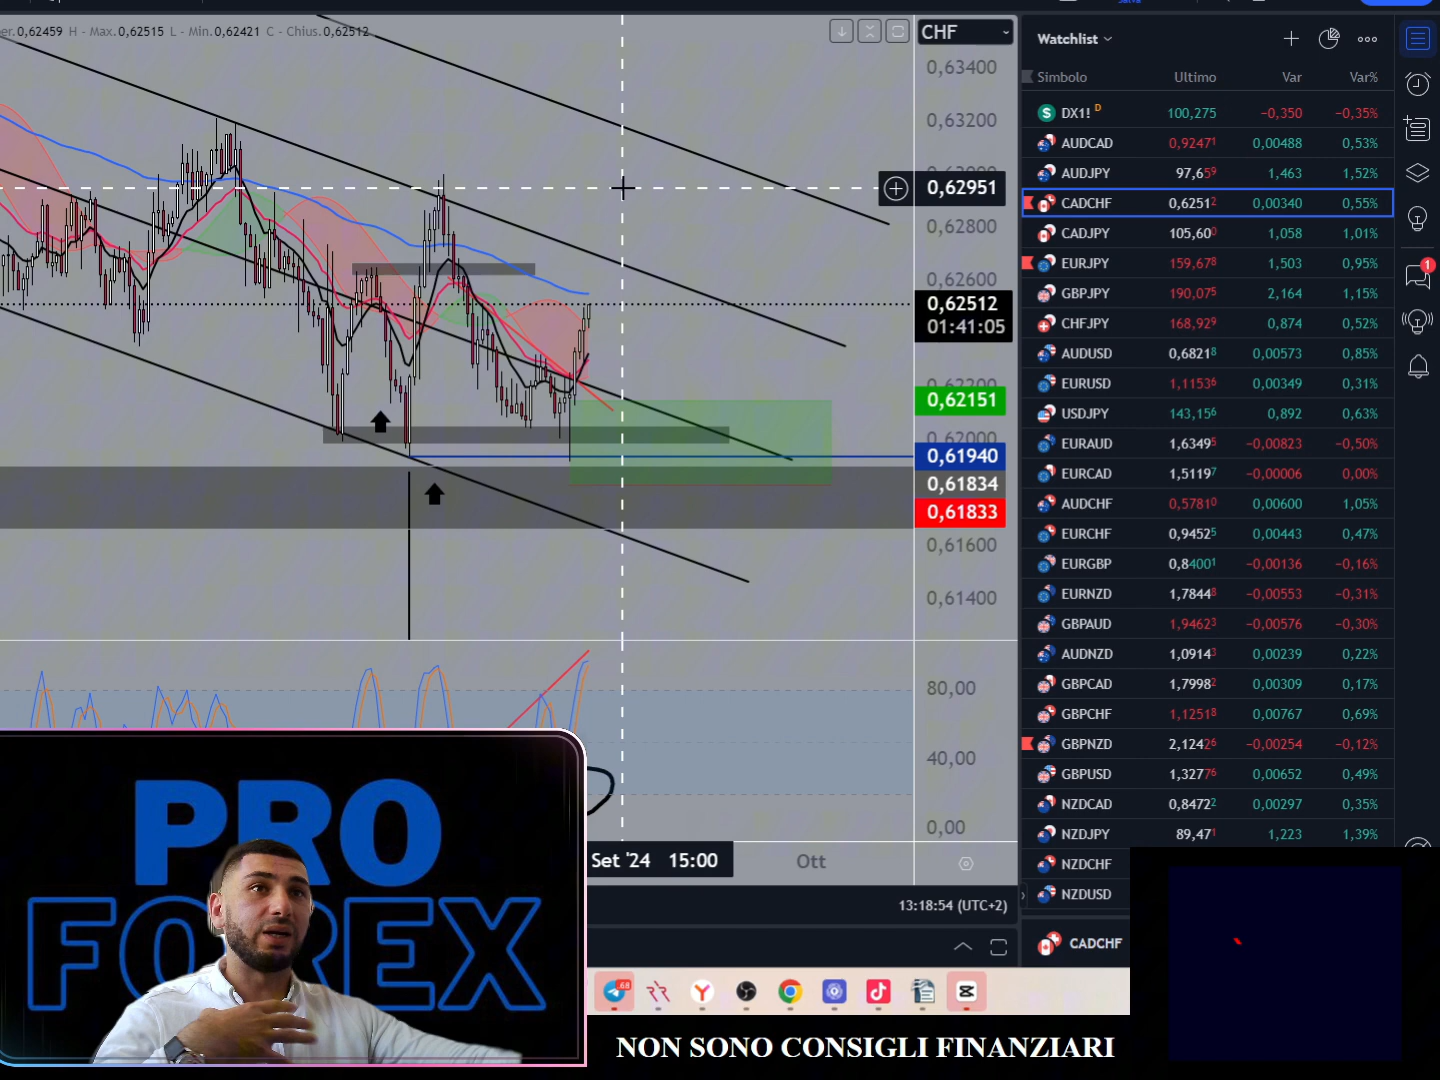 er.0,62459 H - Max.0,62515 L - Min.0,62421 C - Chius.0,62512
CHF
0,63400
0,63200
0,62951
0,62800
0,62600
0,62512
01:41:05
0,62151
0,62000
0,61940
0,61834
0,61833
0,61600
0,61400
80,00
40,00
0,00
Set '24 15:00
Ott
13:18:54 (UTC+2)
Watchlist
Simbolo Ultimo Var Var%
DX1! D 100,275 −0,350 −0,35%
AUDCAD 0,92471 0,00488 0,53%
AUDJPY 97,659 1,463 1,52%
CADCHF 0,62512 0,00340 0,55%
CADJPY 105,600 1,058 1,01%
EURJPY 159,678 1,503 0,95%
GBPJPY 190,075 2,164 1,15%
CHFJPY 168,929 0,874 0,52%
AUDUSD 0,68218 0,00573 0,85%
EURUSD 1,11536 0,00349 0,31%
USDJPY 143,156 0,892 0,63%
EURAUD 1,63495 −0,00823 −0,50%
EURCAD 1,51197 −0,00006 0,00%
AUDCHF 0,57810 0,00600 1,05%
EURCHF 0,94525 0,00443 0,47%
EURGBP 0,84001 −0,00136 −0,16%
EURNZD 1,78448 −0,00553 −0,31%
GBPAUD 1,94623 −0,00576 −0,30%
AUDNZD 1,09143 0,00239 0,22%
GBPCAD 1,79982 0,00309 0,17%
GBPCHF 1,12518 0,00767 0,69%
GBPNZD 2,12426 −0,00254 −0,12%
GBPUSD 1,32776 0,00652 0,49%
NZDCAD 0,84722 0,00297 0,35%
NZDJPY 89,471 1,223 1,39%
NZDCHF
NZDUSD
CADCHF
1
68
PRO
FOREX
NON SONO CONSIGLI FINANZIARI